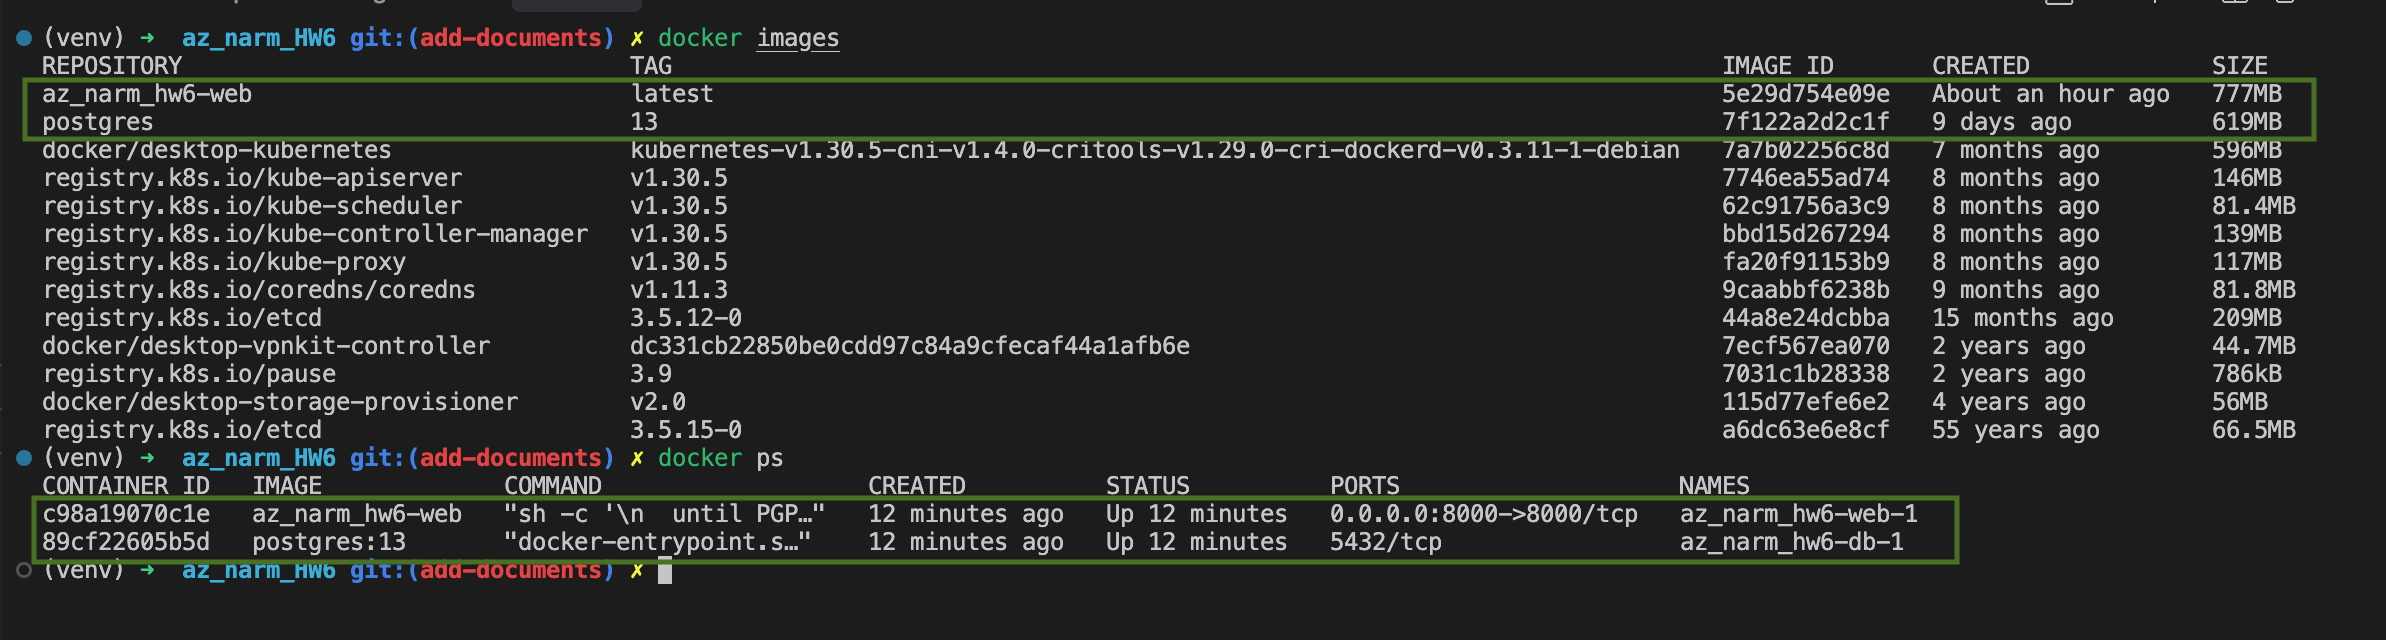 (venv) ➜ az_narm_HW6 git:(add-documents) ✗ docker images
REPOSITORY TAG IMAGE ID CREATED SIZE
az_narm_hw6-web latest 5e29d754e09e About an hour ago 777MB
postgres 13 7f122a2d2c1f 9 days ago 619MB
docker/desktop-kubernetes kubernetes-v1.30.5-cni-v1.4.0-critools-v1.29.0-cri-dockerd-v0.3.11-1-debian 7a7b02256c8d 7 months ago 596MB
registry.k8s.io/kube-apiserver v1.30.5 7746ea55ad74 8 months ago 146MB
registry.k8s.io/kube-scheduler v1.30.5 62c91756a3c9 8 months ago 81.4MB
registry.k8s.io/kube-controller-manager v1.30.5 bbd15d267294 8 months ago 139MB
registry.k8s.io/kube-proxy v1.30.5 fa20f91153b9 8 months ago 117MB
registry.k8s.io/coredns/coredns v1.11.3 9caabbf6238b 9 months ago 81.8MB
registry.k8s.io/etcd 3.5.12-0 44a8e24dcbba 15 months ago 209MB
docker/desktop-vpnkit-controller dc331cb22850be0cdd97c84a9cfecaf44a1afb6e 7ecf567ea070 2 years ago 44.7MB
registry.k8s.io/pause 3.9 7031c1b28338 2 years ago 786kB
docker/desktop-storage-provisioner v2.0 115d77efe6e2 4 years ago 56MB
registry.k8s.io/etcd 3.5.15-0 a6dc63e6e8cf 55 years ago 66.5MB
(venv) ➜ az_narm_HW6 git:(add-documents) ✗ docker ps
CONTAINER ID IMAGE COMMAND CREATED STATUS PORTS NAMES
c98a19070c1e az_narm_hw6-web "sh -c '\n until PGP…" 12 minutes ago Up 12 minutes 0.0.0.0:8000->8000/tcp az_narm_hw6-web-1
89cf22605b5d postgres:13 "docker-entrypoint.s…" 12 minutes ago Up 12 minutes 5432/tcp az_narm_hw6-db-1
(venv) ➜ az_narm_HW6 git:(add-documents) ✗